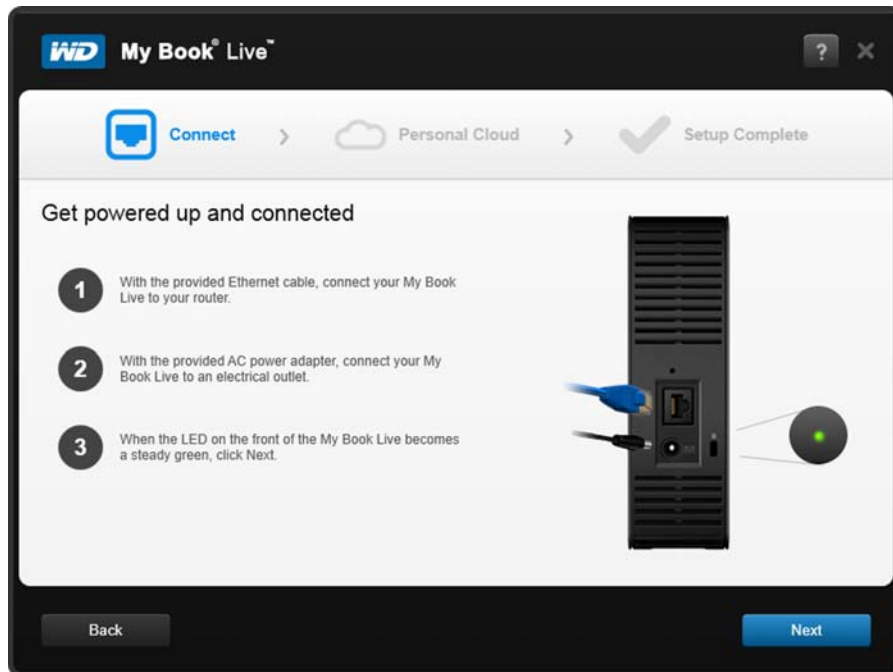 WD My Book® Live™ ?
Connect > Personal Cloud > Setup Complete
Get powered up and connected
1 With the provided Ethernet cable, connect your My Book
Live to your router.
2 With the provided AC power adapter, connect your My
Book Live to an electrical outlet.
3 When the LED on the front of the My Book Live becomes
a steady green, click Next.
Back Next